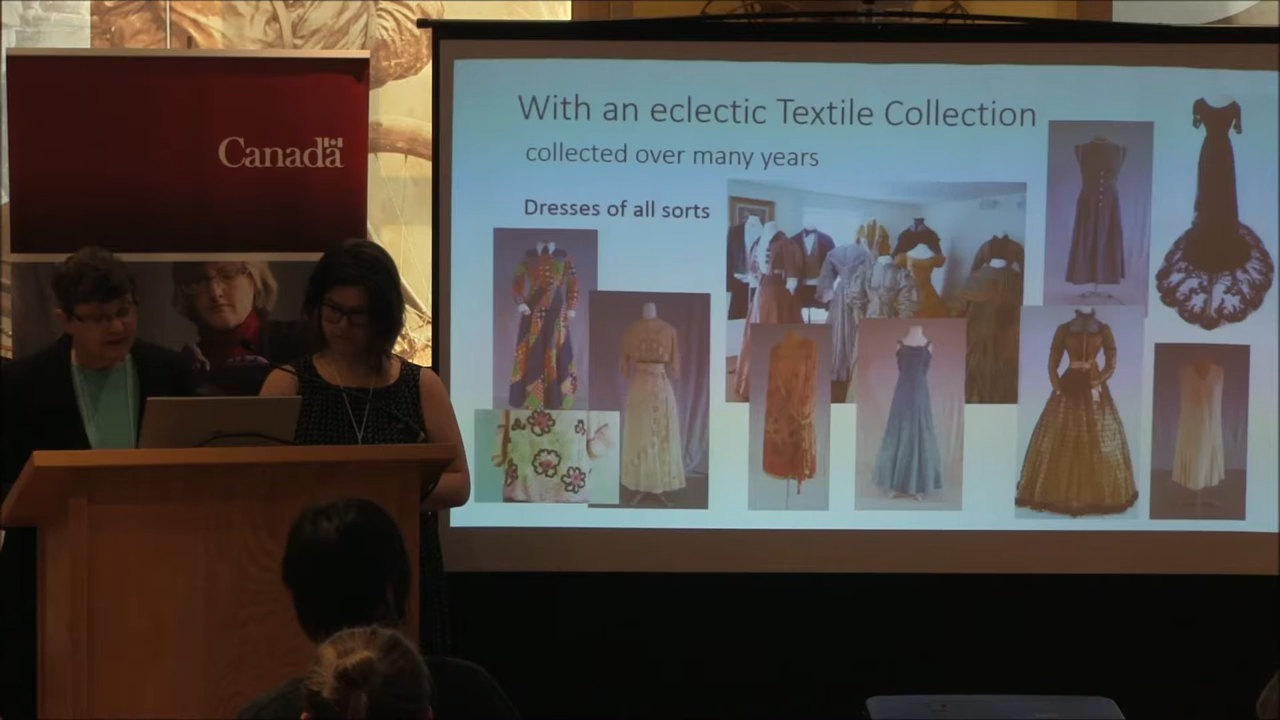 Canada
With an eclectic Textile Collection
collected over many years
Dresses of all sorts